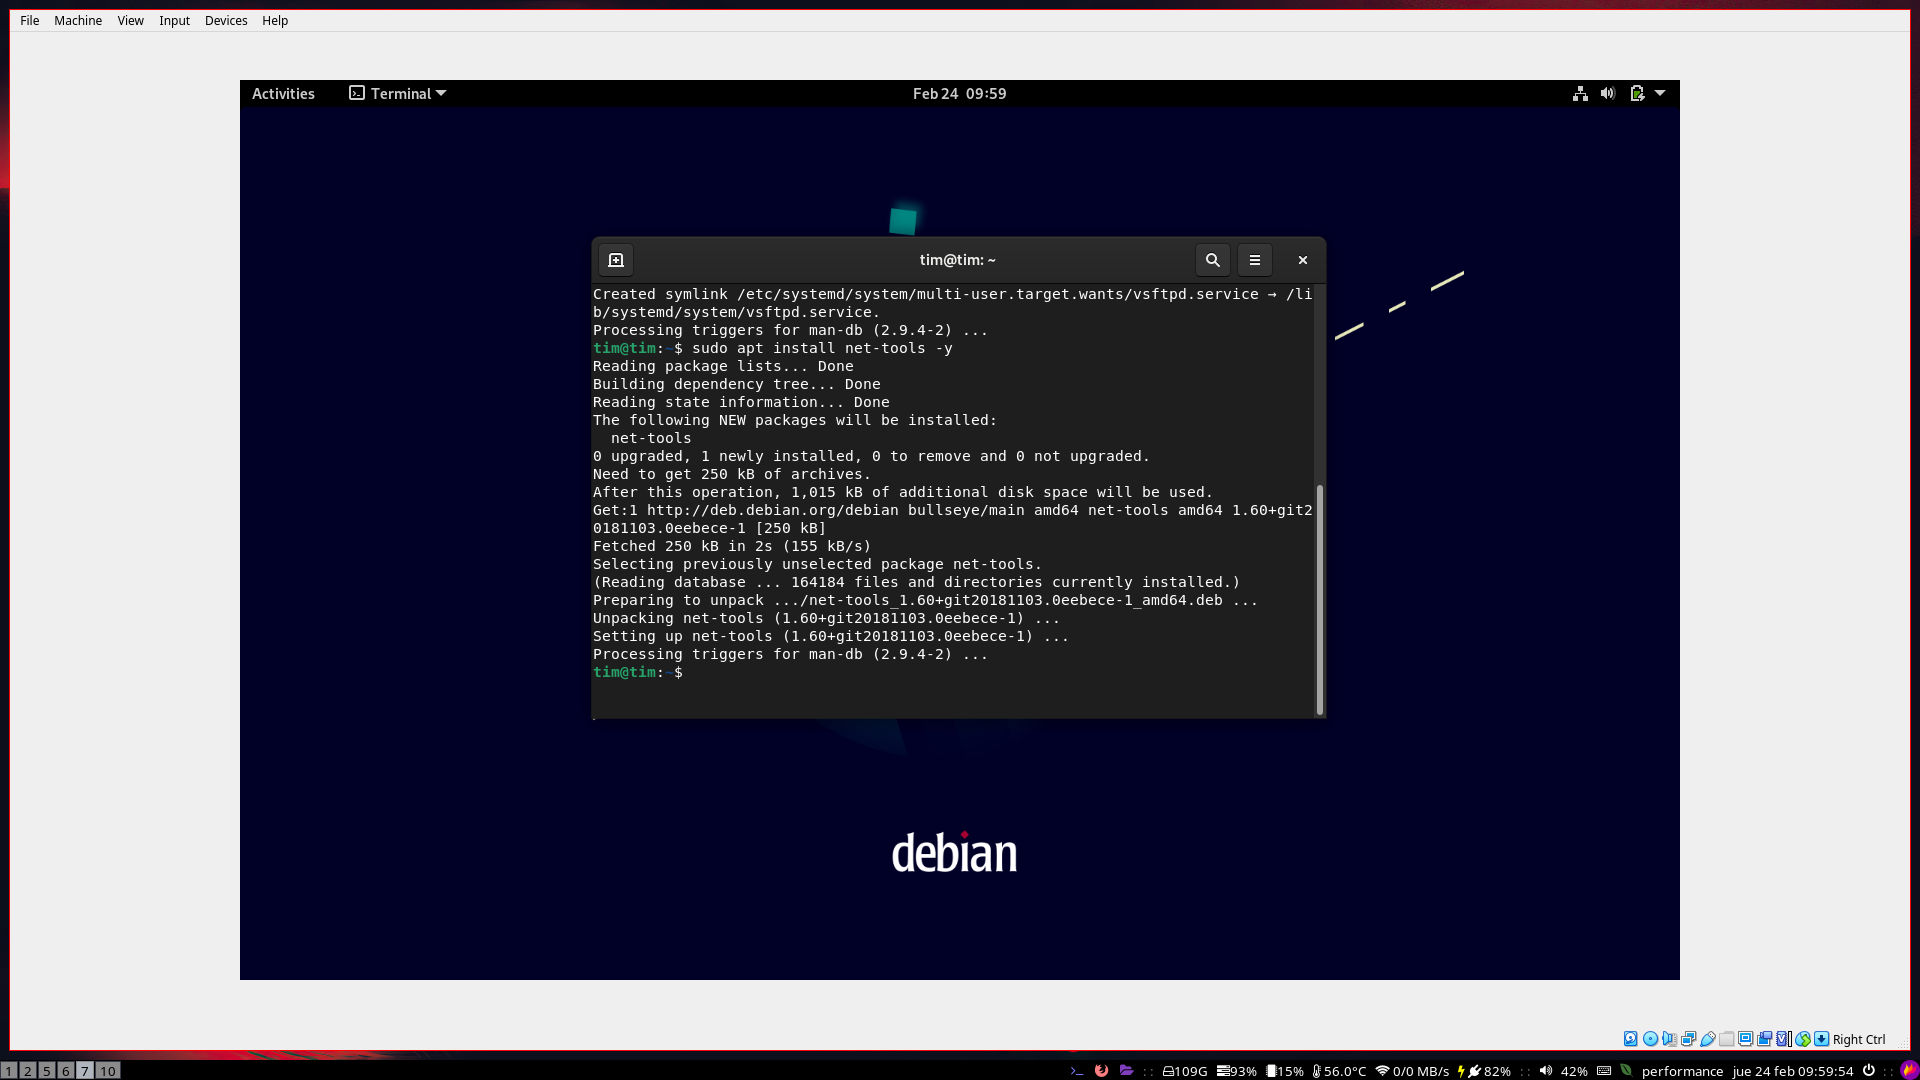 File Machine View Input Devices Help
Activities Terminal Feb 24 09:59
tim@tim: ~
Created symlink /etc/systemd/system/multi-user.target.wants/vsftpd.service → /li
b/systemd/system/vsftpd.service.
Processing triggers for man-db (2.9.4-2) ...
tim@tim:~$ sudo apt install net-tools -y
Reading package lists... Done
Building dependency tree... Done
Reading state information... Done
The following NEW packages will be installed:
  net-tools
0 upgraded, 1 newly installed, 0 to remove and 0 not upgraded.
Need to get 250 kB of archives.
After this operation, 1,015 kB of additional disk space will be used.
Get:1 http://deb.debian.org/debian bullseye/main amd64 net-tools amd64 1.60+git2
0181103.0eebece-1 [250 kB]
Fetched 250 kB in 2s (155 kB/s)
Selecting previously unselected package net-tools.
(Reading database ... 164184 files and directories currently installed.)
Preparing to unpack .../net-tools_1.60+git20181103.0eebece-1_amd64.deb ...
Unpacking net-tools (1.60+git20181103.0eebece-1) ...
Setting up net-tools (1.60+git20181103.0eebece-1) ...
Processing triggers for man-db (2.9.4-2) ...
tim@tim:~$
debian
Right Ctrl
1 2 5 6 7 10 :: 109G 93% 15% 56.0°C 0/0 MB/s 82% :: 42% performance jue 24 feb 09:59:54 ::